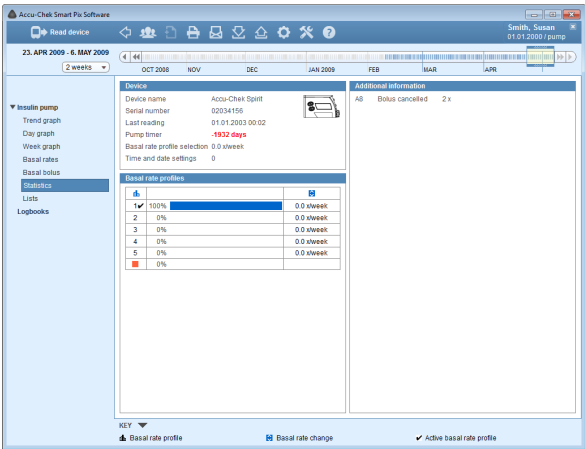 Accu-Chek Smart Pix Software
Read device
Smith, Susan
01.01.2000 / pump
23. APR 2009 - 6. MAY 2009
2 weeks
OCT 2008 NOV DEC JAN 2009 FEB MAR APR
Insulin pump
Trend graph
Day graph
Week graph
Basal rates
Basal bolus
Statistics
Lists
Logbooks
Device
Device name Accu-Chek Spirit
Serial number 02034156
Last reading 01.01.2003 00:02
Pump timer -1932 days
Basal rate profile selection 0.0 x/week
Time and date settings 0
Basal rate profiles
1 100% 0.0 x/week
2 0% 0.0 x/week
3 0% 0.0 x/week
4 0% 0.0 x/week
5 0% 0.0 x/week
0%
Additional information
A8 Bolus cancelled 2 x
KEY
Basal rate profile Basal rate change Active basal rate profile